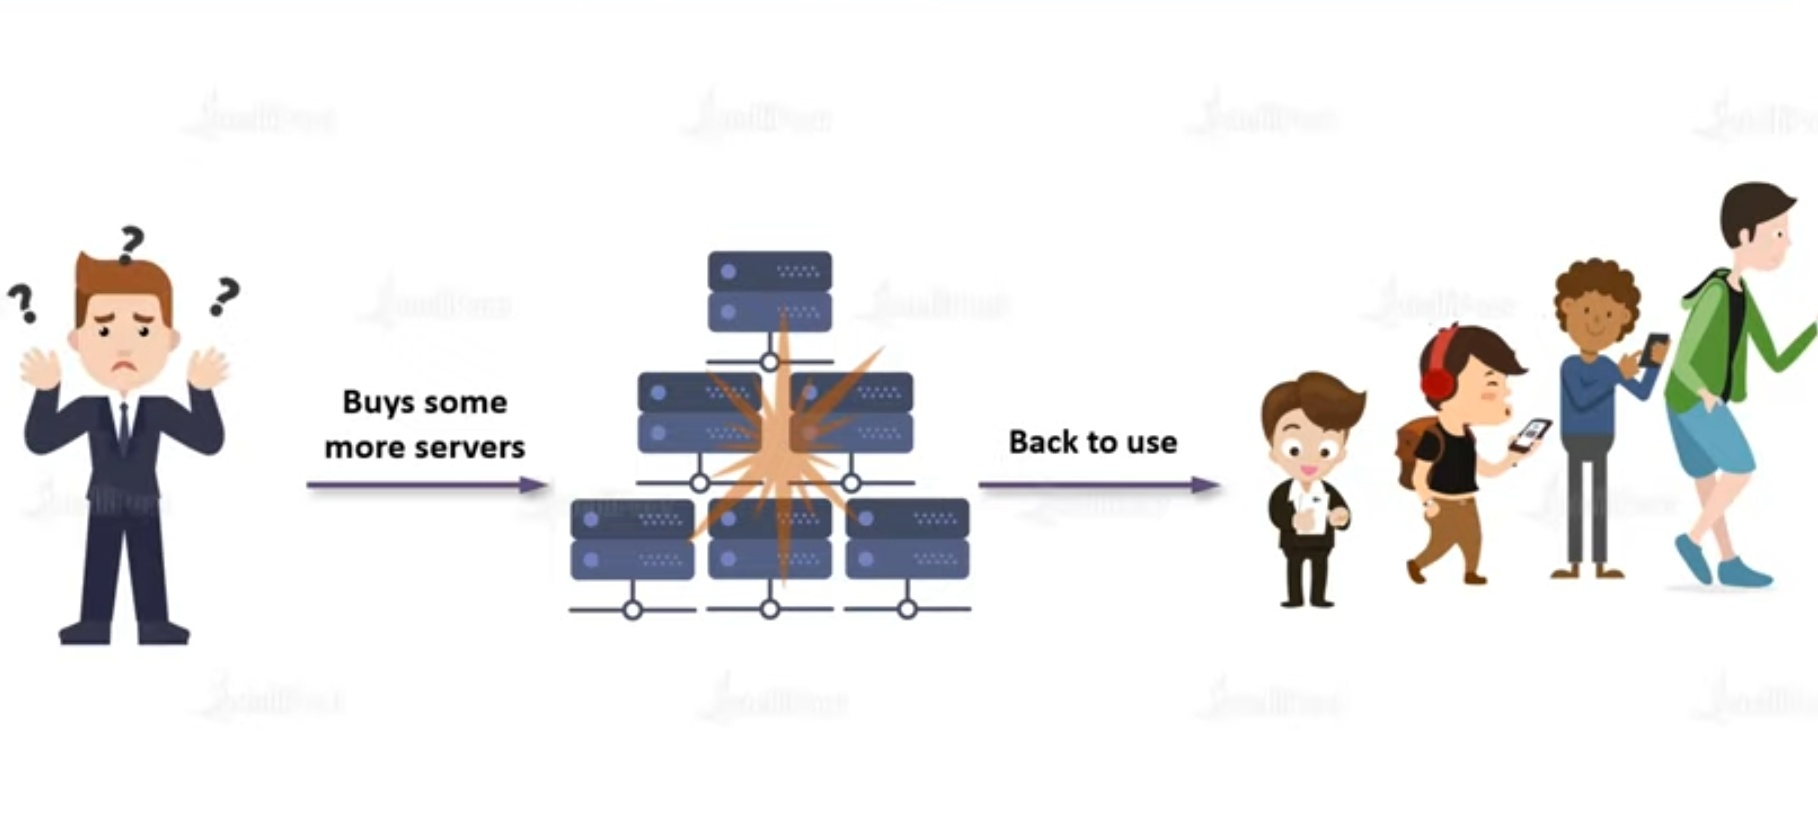 ?
?
?
Buys some
more servers
Back to use